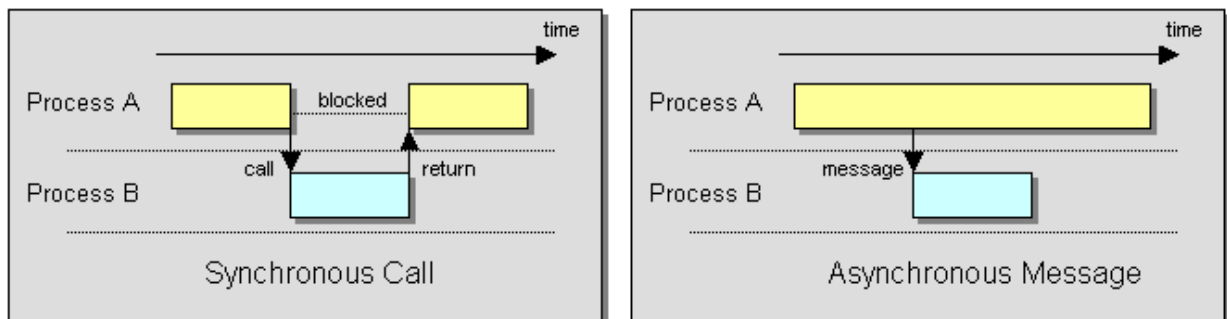 time
Process A
blocked
call
return
Process B
Synchronous Call
time
Process A
message
Process B
Asynchronous Message